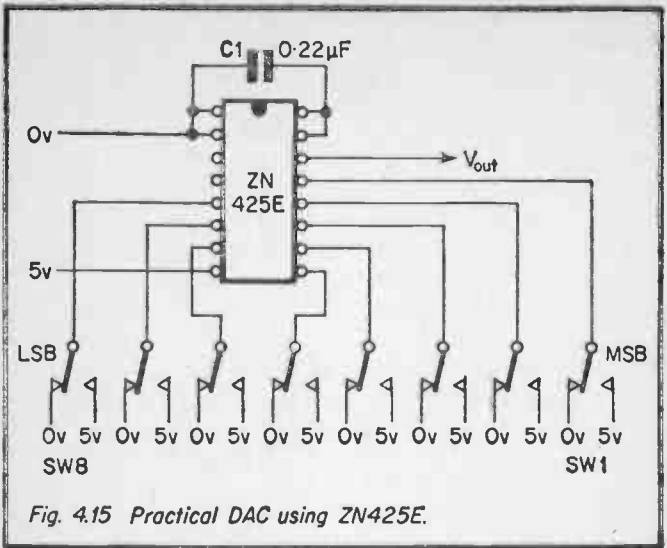 C1 0·22µF
0v
Vout
ZN
425E
5v
LSB
MSB
0v 5v 0v 5v 0v 5v 0v 5v 0v 5v 0v 5v 0v 5v 0v 5v
SW8
SW1
Fig. 4.15 Practical DAC using ZN425E.